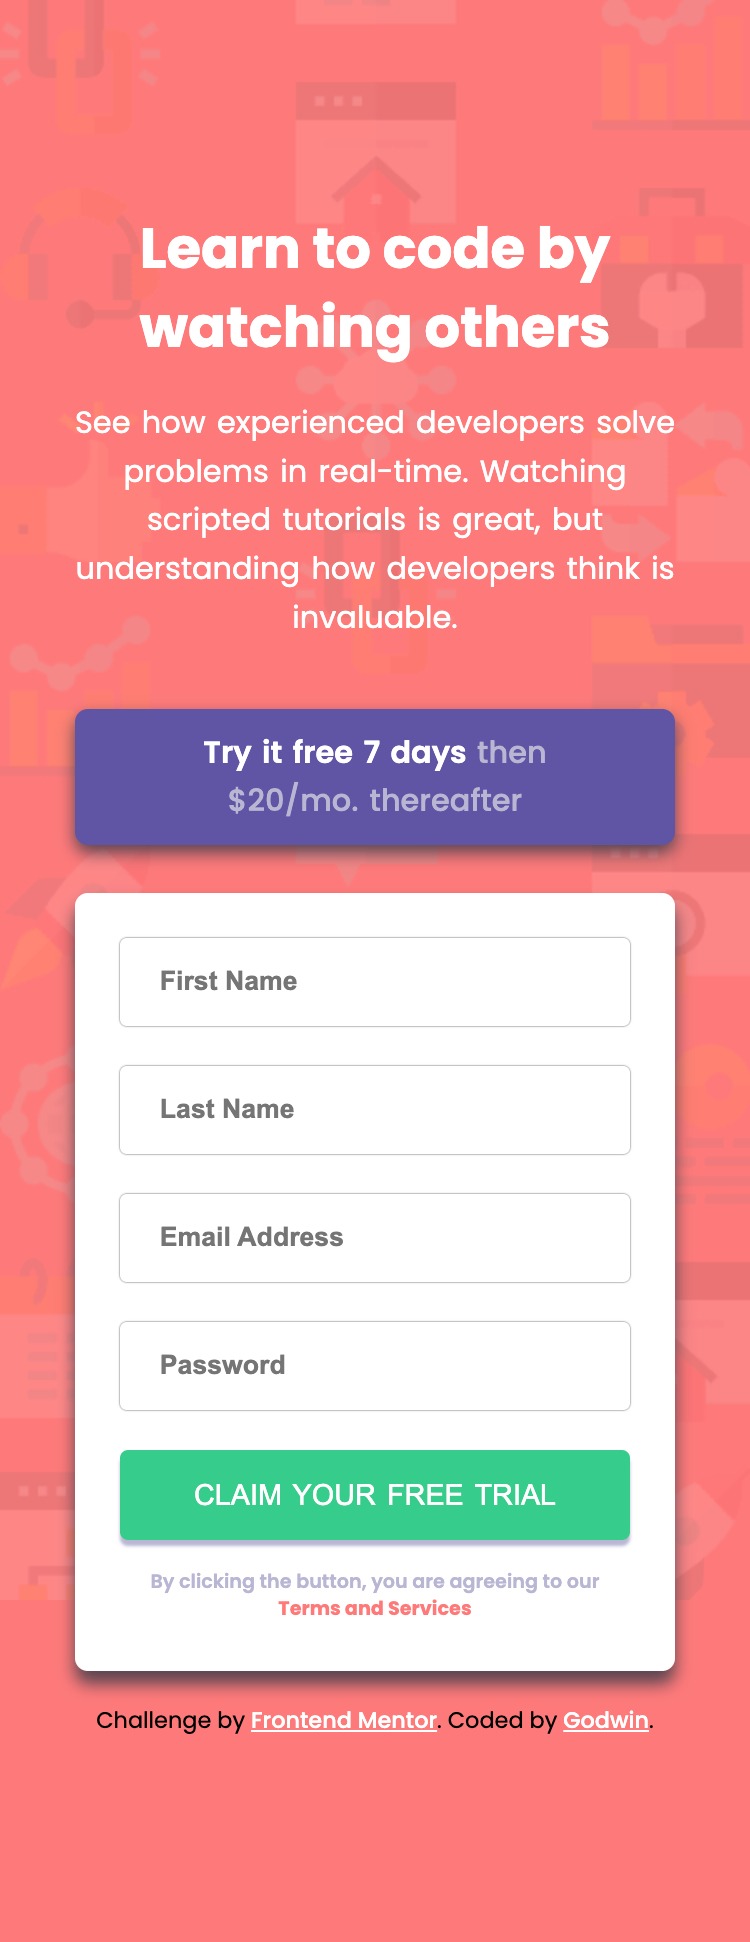 Learn to code by
watching others
See how experienced developers solve
problems in real-time. Watching
scripted tutorials is great, but
understanding how developers think is
invaluable.
Try it free 7 days then
$20/mo. thereafter
First Name
Last Name
Email Address
Password
CLAIM YOUR FREE TRIAL
By clicking the button, you are agreeing to our
Terms and Services
Challenge by Frontend Mentor. Coded by Godwin.